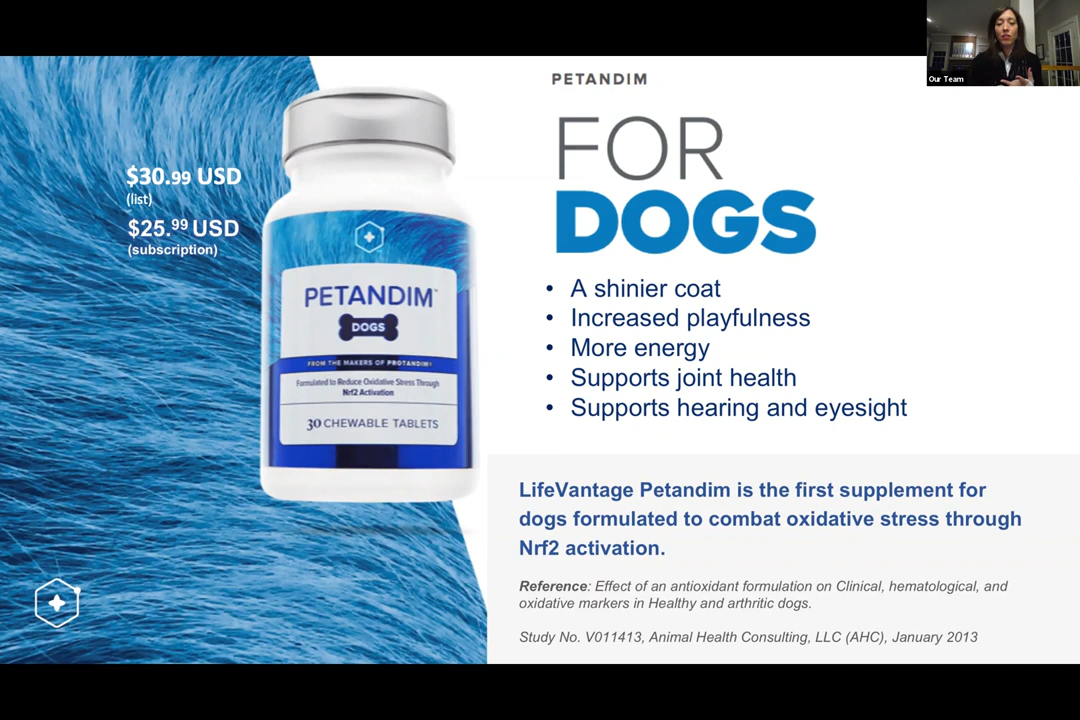 Our Team
PETANDIM
FOR
DOGS
$30.99 USD
(list)
$25.99 USD
(subscription)
PETANDIM™
DOGS
FROM THE MAKERS OF PROTANDIM®
Formulated to Reduce Oxidative Stress Through
Nrf2 Activation
30 CHEWABLE TABLETS
• A shinier coat
• Increased playfulness
• More energy
• Supports joint health
• Supports hearing and eyesight
LifeVantage Petandim is the first supplement for
dogs formulated to combat oxidative stress through
Nrf2 activation.
Reference: Effect of an antioxidant formulation on Clinical, hematological, and
oxidative markers in Healthy and arthritic dogs.
Study No. V011413, Animal Health Consulting, LLC (AHC), January 2013